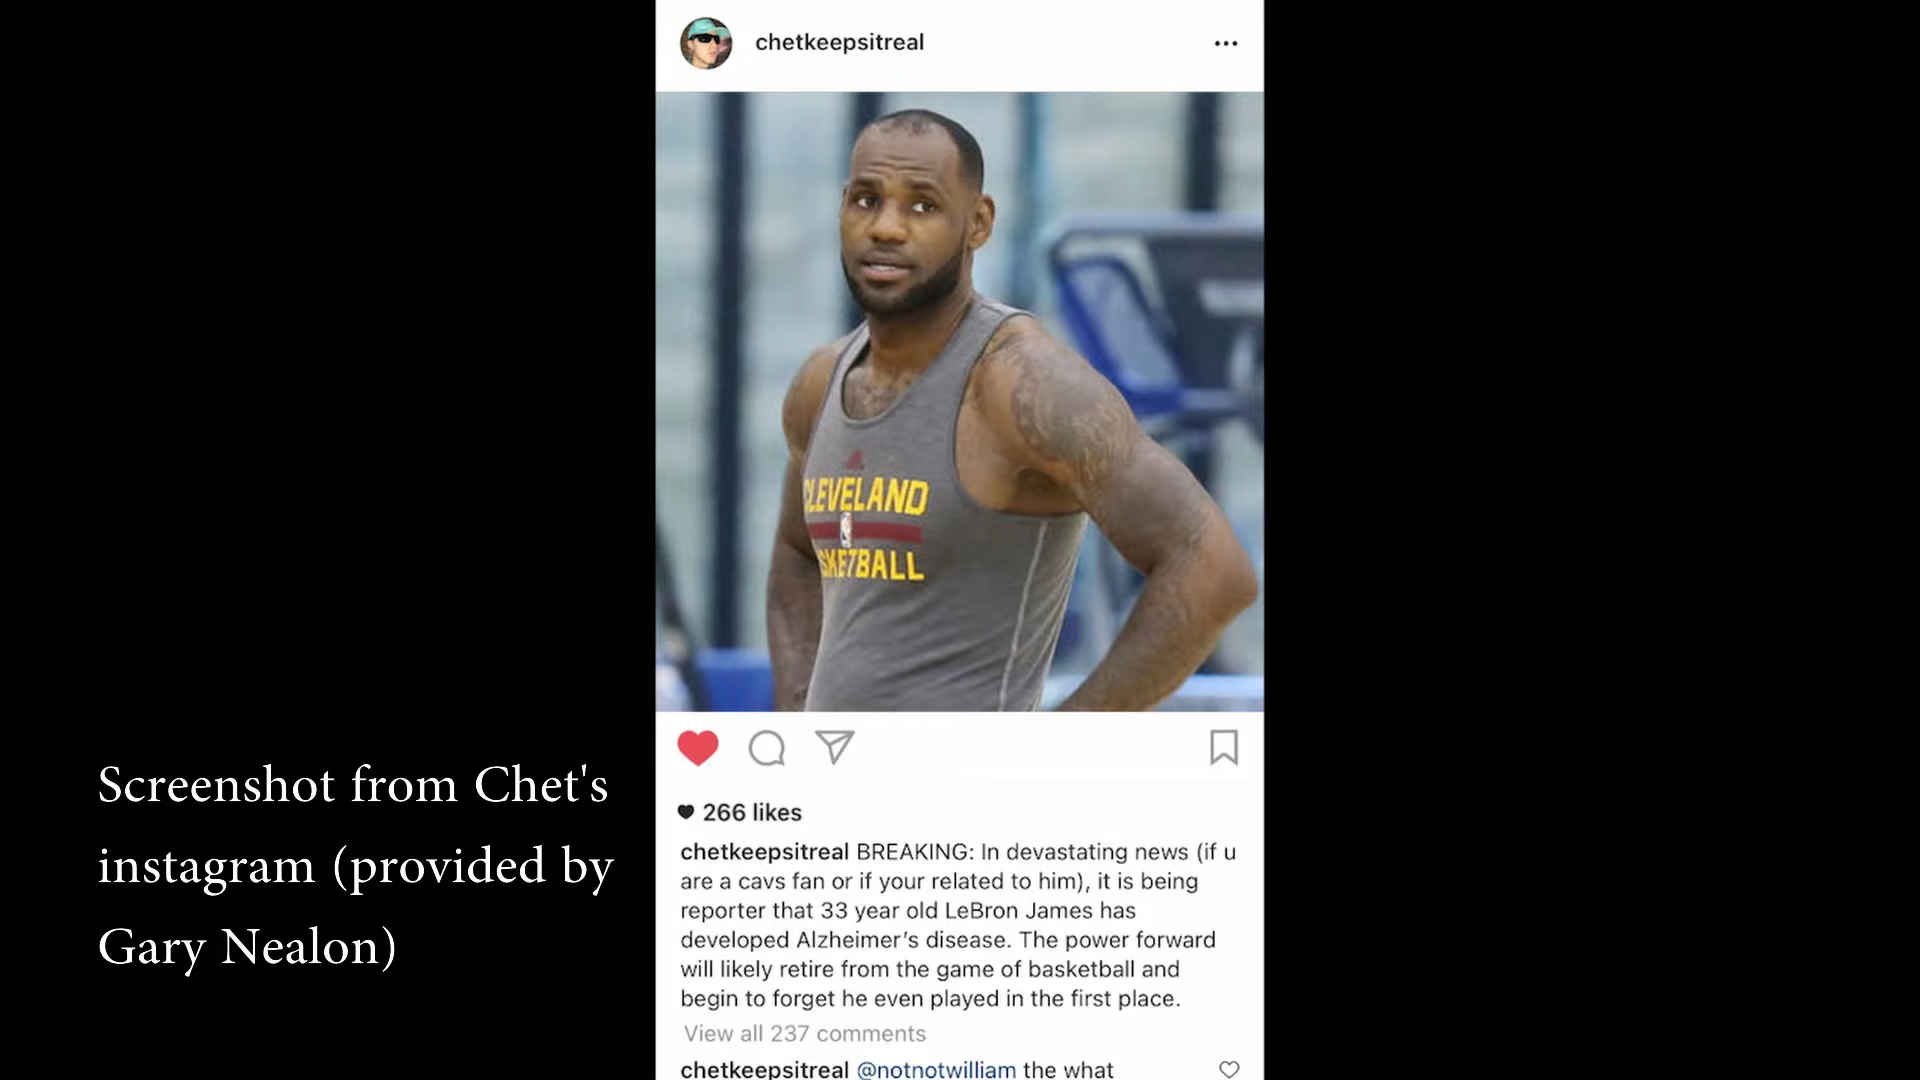 chetkeepsitreal
CLEVELAND
BASKETBALL
Screenshot from Chet's
instagram (provided by
Gary Nealon)
266 likes
chetkeepsitreal BREAKING: In devastating news (if u
are a cavs fan or if your related to him), it is being
reporter that 33 year old LeBron James has
developed Alzheimer's disease. The power forward
will likely retire from the game of basketball and
begin to forget he even played in the first place.
View all 237 comments
chetkeepsitreal @notnotwilliam the what